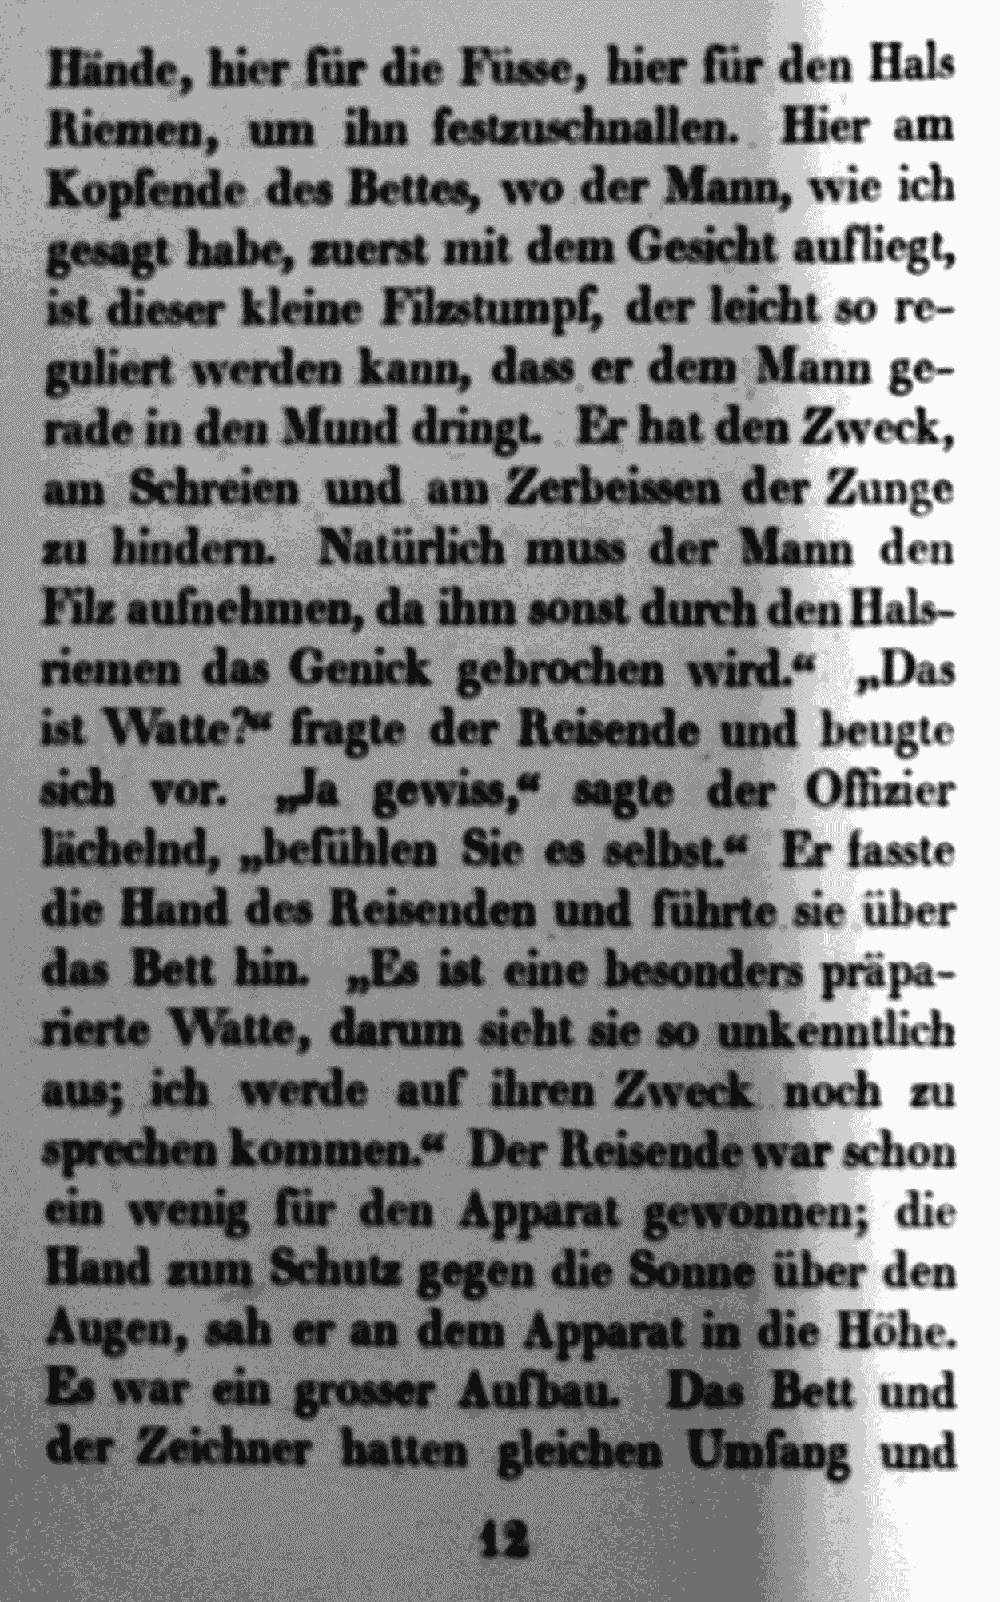 Hände, hier für die Füsse, hier für den Hals
Riemen, um ihn festzuschnallen. Hier am
Kopfende des Bettes, wo der Mann, wie ich
gesagt habe, zuerst mit dem Gesicht aufliegt,
ist dieser kleine Filzstumpf, der leicht so re-
guliert werden kann, dass er dem Mann ge-
rade in den Mund dringt. Er hat den Zweck,
am Schreien und am Zerbeissen der Zunge
zu hindern. Natürlich muss der Mann den
Filz aufnehmen, da ihm sonst durch den Hals-
riemen das Genick gebrochen wird.“ „Das
ist Watte?“ fragte der Reisende und beugte
sich vor. „Ja gewiss,“ sagte der Offizier
lächelnd, „befühlen Sie es selbst.“ Er fasste
die Hand des Reisenden und führte sie über
das Bett hin. „Es ist eine besonders präpa-
rierte Watte, darum sieht sie so unkenntlich
aus; ich werde auf ihren Zweck noch zu
sprechen kommen.“ Der Reisende war schon
ein wenig für den Apparat gewonnen; die
Hand zum Schutz gegen die Sonne über den
Augen, sah er an dem Apparat in die Höhe.
Es war ein grosser Aufbau. Das Bett und
der Zeichner hatten gleichen Umfang und
12